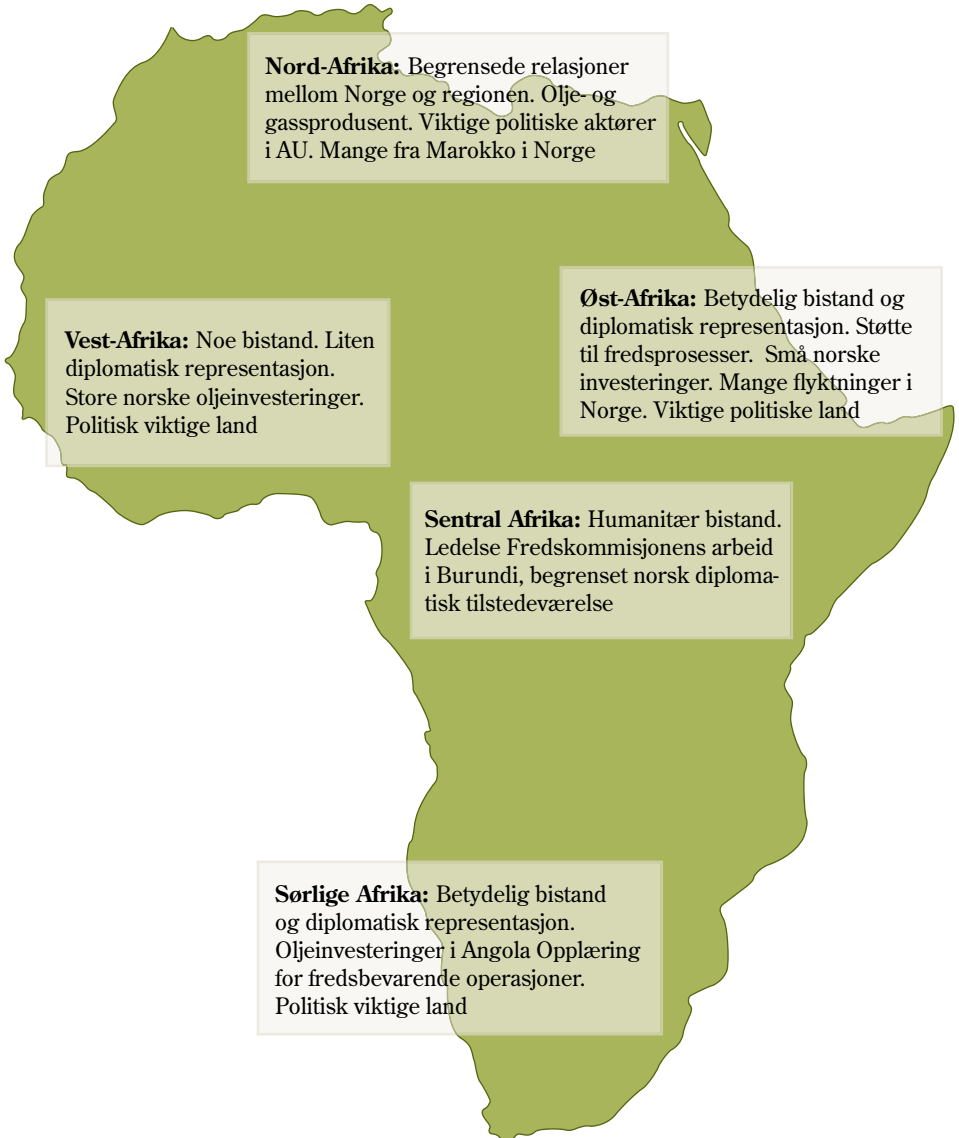 Nord-Afrika: Begrensede relasjoner
mellom Norge og regionen. Olje- og
gassprodusent. Viktige politiske aktører
i AU. Mange fra Marokko i Norge
Øst-Afrika: Betydelig bistand og
diplomatisk representasjon. Støtte
til fredsprosesser. Små norske
investeringer. Mange flyktninger i
Norge. Viktige politiske land
Vest-Afrika: Noe bistand. Liten
diplomatisk representasjon.
Store norske oljeinvesteringer.
Politisk viktige land
Sentral Afrika: Humanitær bistand.
Ledelse Fredskommisjonens arbeid
i Burundi, begrenset norsk diploma-
tisk tilstedeværelse
Sørlige Afrika: Betydelig bistand
og diplomatisk representasjon.
Oljeinvesteringer i Angola Opplæring
for fredsbevarende operasjoner.
Politisk viktige land